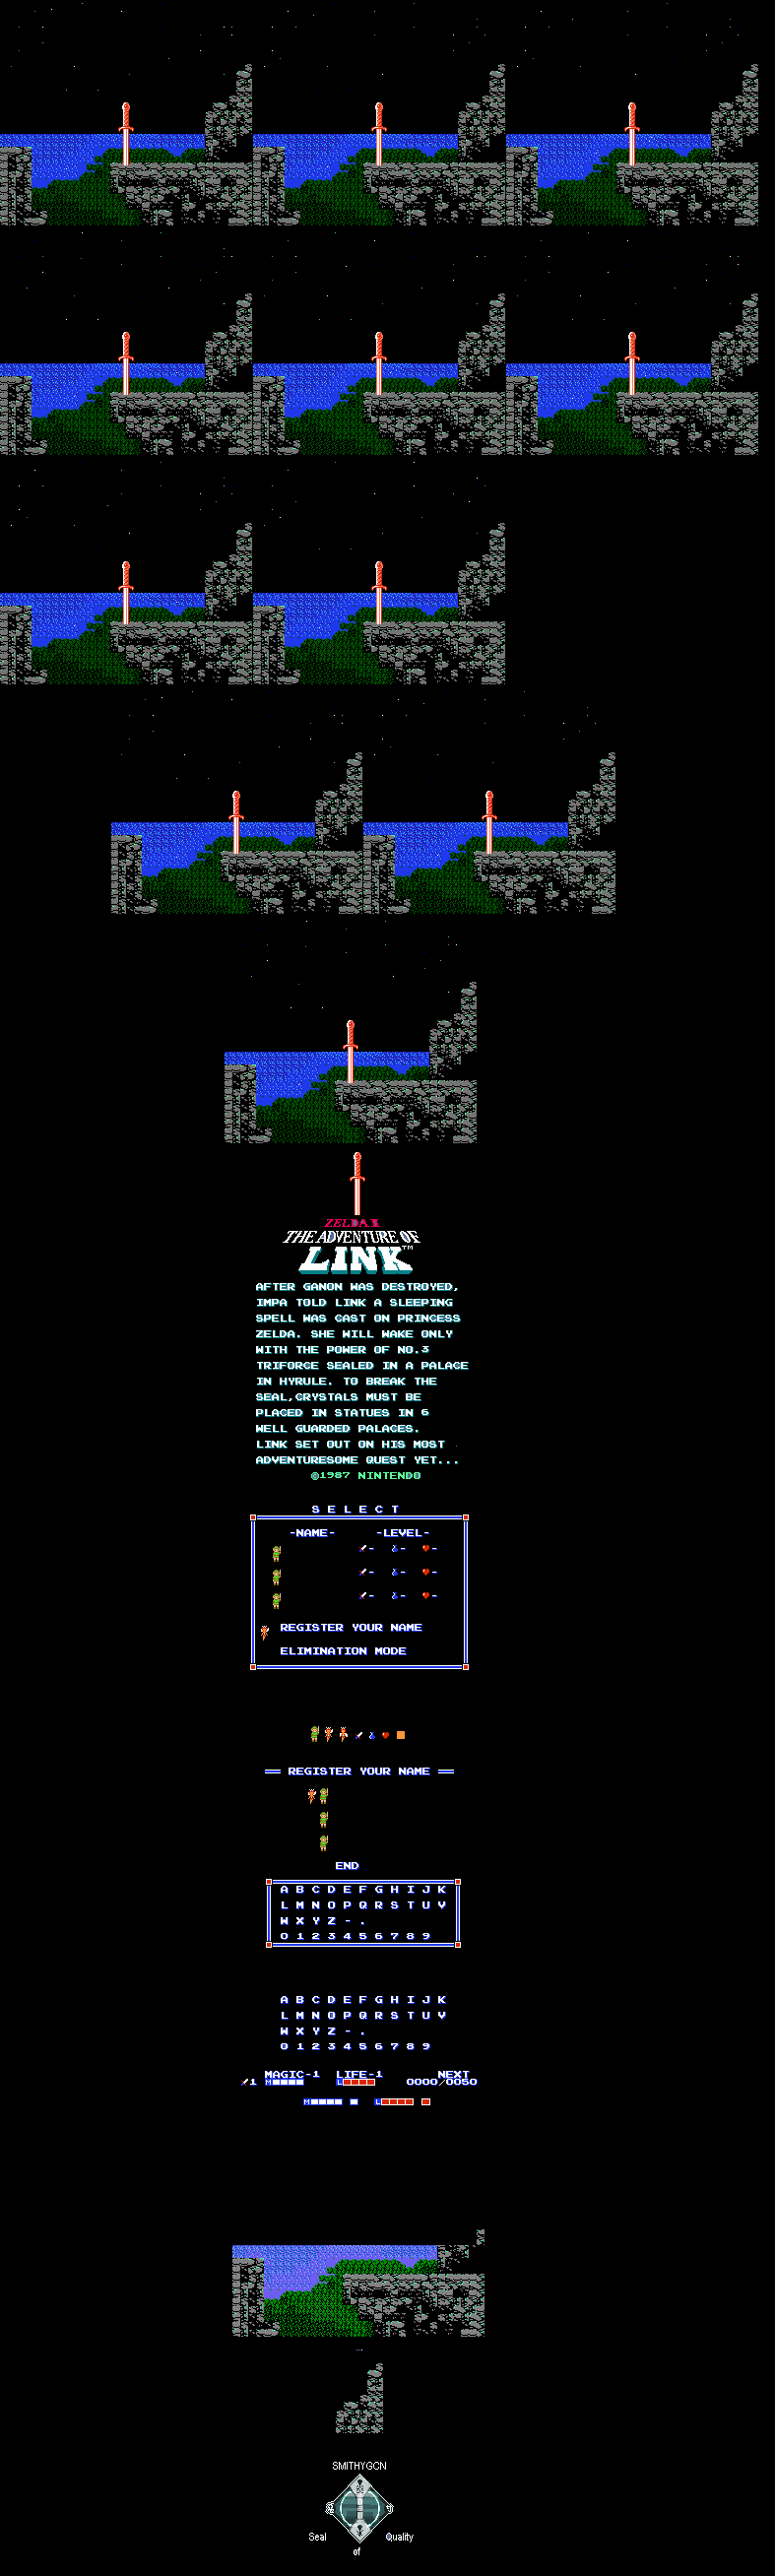 ZELDA II
THE ADVENTURE OF
LINK™
AFTER GANON WAS DESTROYED,
IMPA TOLD LINK A SLEEPING
SPELL WAS CAST ON PRINCESS
ZELDA. SHE WILL WAKE ONLY
WITH THE POWER OF NO.3
TRIFORCE SEALED IN A PALACE
IN HYRULE. TO BREAK THE
SEAL,CRYSTALS MUST BE
PLACED IN STATUES IN 6
WELL GUARDED PALACES.
LINK SET OUT ON HIS MOST
ADVENTURESOME QUEST YET...
©1987 NINTENDO
S E L E C T
-NAME- -LEVEL-
- - -
- - -
- - -
REGISTER YOUR NAME
ELIMINATION MODE
REGISTER YOUR NAME
END
A B C D E F G H I J K
L M N O P Q R S T U V
W X Y Z - .
0 1 2 3 4 5 6 7 8 9
A B C D E F G H I J K
L M N O P Q R S T U V
W X Y Z - .
0 1 2 3 4 5 6 7 8 9
MAGIC-1 LIFE-1 NEXT
1 M L 0000/0050
M L
SMITHYGCN
Seal of Quality